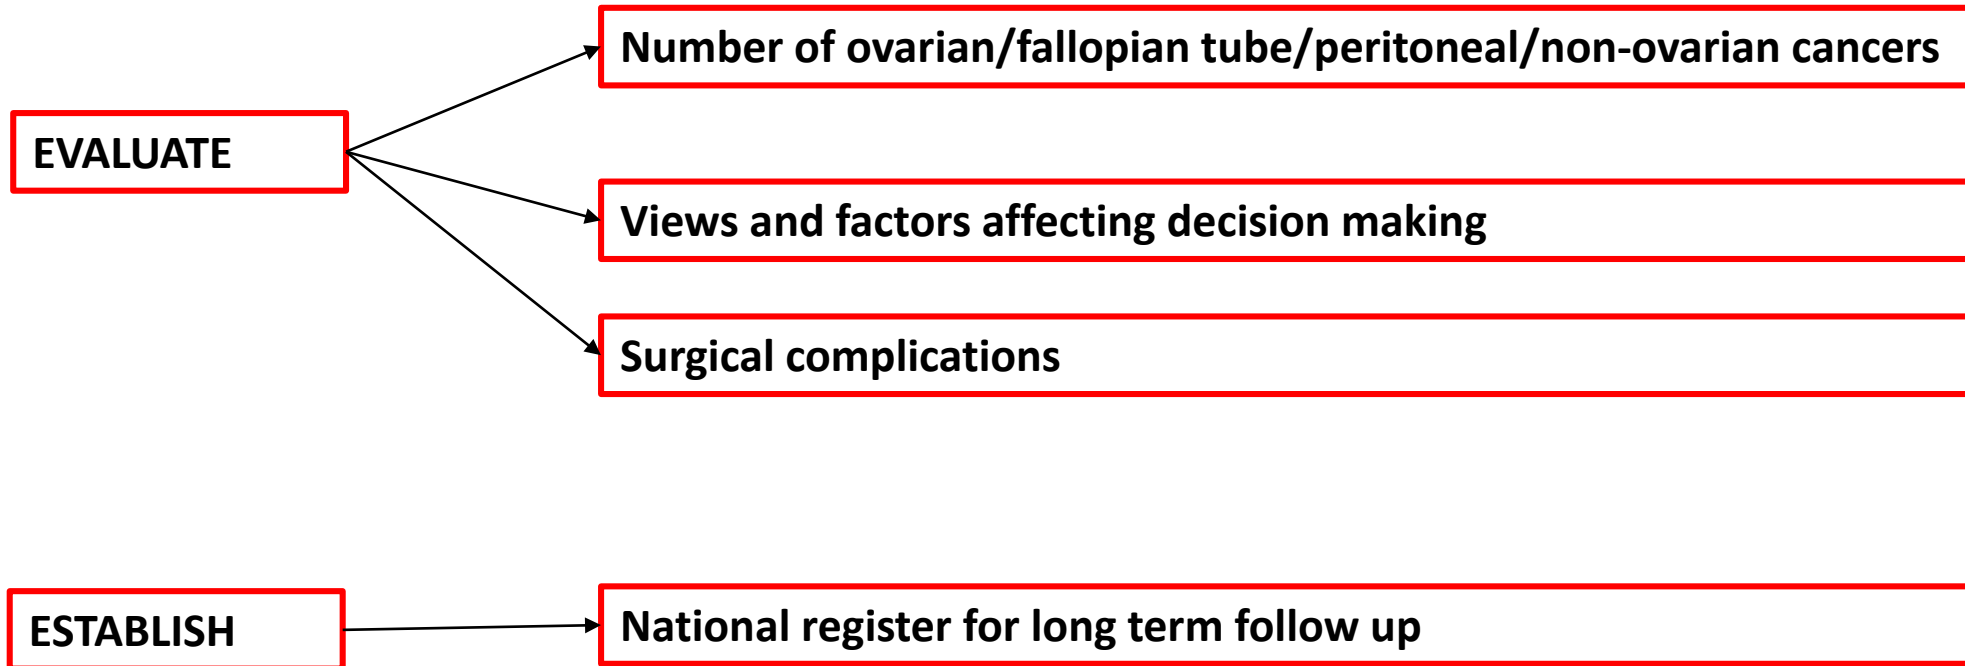 EVALUATE
Number of ovarian/fallopian tube/peritoneal/non-ovarian cancers
Views and factors affecting decision making
Surgical complications
ESTABLISH
National register for long term follow up